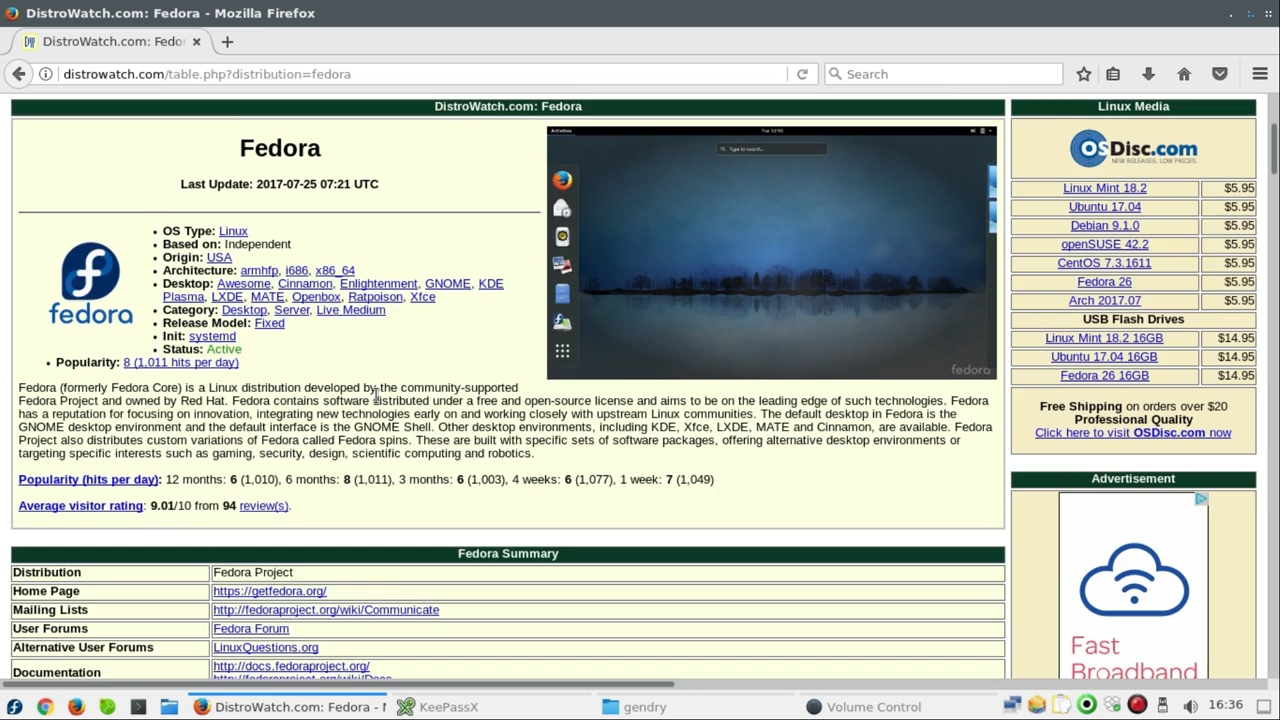 DistroWatch.com: Fedora - Mozilla Firefox
DW DistroWatch.com: Fedor × +
distrowatch.com/table.php?distribution=fedora
Search
DistroWatch.com: Fedora
Fedora
Last Update: 2017-07-25 07:21 UTC
• OS Type: Linux
• Based on: Independent
• Origin: USA
• Architecture: armhfp, i686, x86_64
• Desktop: Awesome, Cinnamon, Enlightenment, GNOME, KDE
Plasma, LXDE, MATE, Openbox, Ratpoison, Xfce
• Category: Desktop, Server, Live Medium
• Release Model: Fixed
• Init: systemd
• Status: Active
• Popularity: 8 (1,011 hits per day)
fedora
Activities
Type to search...
fedora
Fedora (formerly Fedora Core) is a Linux distribution developed by the community-supported
Fedora Project and owned by Red Hat. Fedora contains software distributed under a free and open-source license and aims to be on the leading edge of such technologies. Fedora
has a reputation for focusing on innovation, integrating new technologies early on and working closely with upstream Linux communities. The default desktop in Fedora is the
GNOME desktop environment and the default interface is the GNOME Shell. Other desktop environments, including KDE, Xfce, LXDE, MATE and Cinnamon, are available. Fedora
Project also distributes custom variations of Fedora called Fedora spins. These are built with specific sets of software packages, offering alternative desktop environments or
targeting specific interests such as gaming, security, design, scientific computing and robotics.
Popularity (hits per day): 12 months: 6 (1,010), 6 months: 8 (1,011), 3 months: 6 (1,003), 4 weeks: 6 (1,077), 1 week: 7 (1,049)
Average visitor rating: 9.01/10 from 94 review(s).
Fedora Summary
Distribution Fedora Project
Home Page https://getfedora.org/
Mailing Lists http://fedoraproject.org/wiki/Communicate
User Forums Fedora Forum
Alternative User Forums LinuxQuestions.org
Documentation http://docs.fedoraproject.org/
http://fedoraproject.org/wiki/Docs
Linux Media
OSDisc.com
NEW RELEASES. LOW PRICES.
Linux Mint 18.2 $5.95
Ubuntu 17.04 $5.95
Debian 9.1.0 $5.95
openSUSE 42.2 $5.95
CentOS 7.3.1611 $5.95
Fedora 26 $5.95
Arch 2017.07 $5.95
USB Flash Drives
Linux Mint 18.2 16GB $14.95
Ubuntu 17.04 16GB $14.95
Fedora 26 16GB $14.95
Free Shipping on orders over $20
Professional Quality
Click here to visit OSDisc.com now
Advertisement
Fast
Broadband
DistroWatch.com: Fedora - M
KeePassX
gendry
Volume Control
16:36